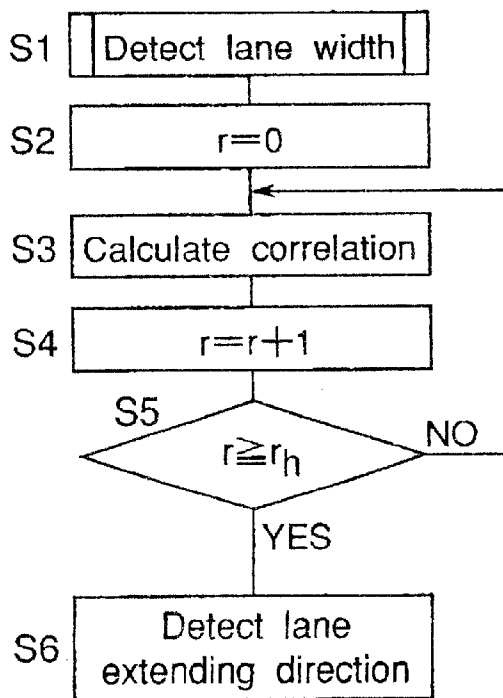 S1 Detect lane width
S2 r=0
S3 Calculate correlation
S4 r=r+1
S5
r≧rh
NO
YES
S6 Detect lane
extending direction